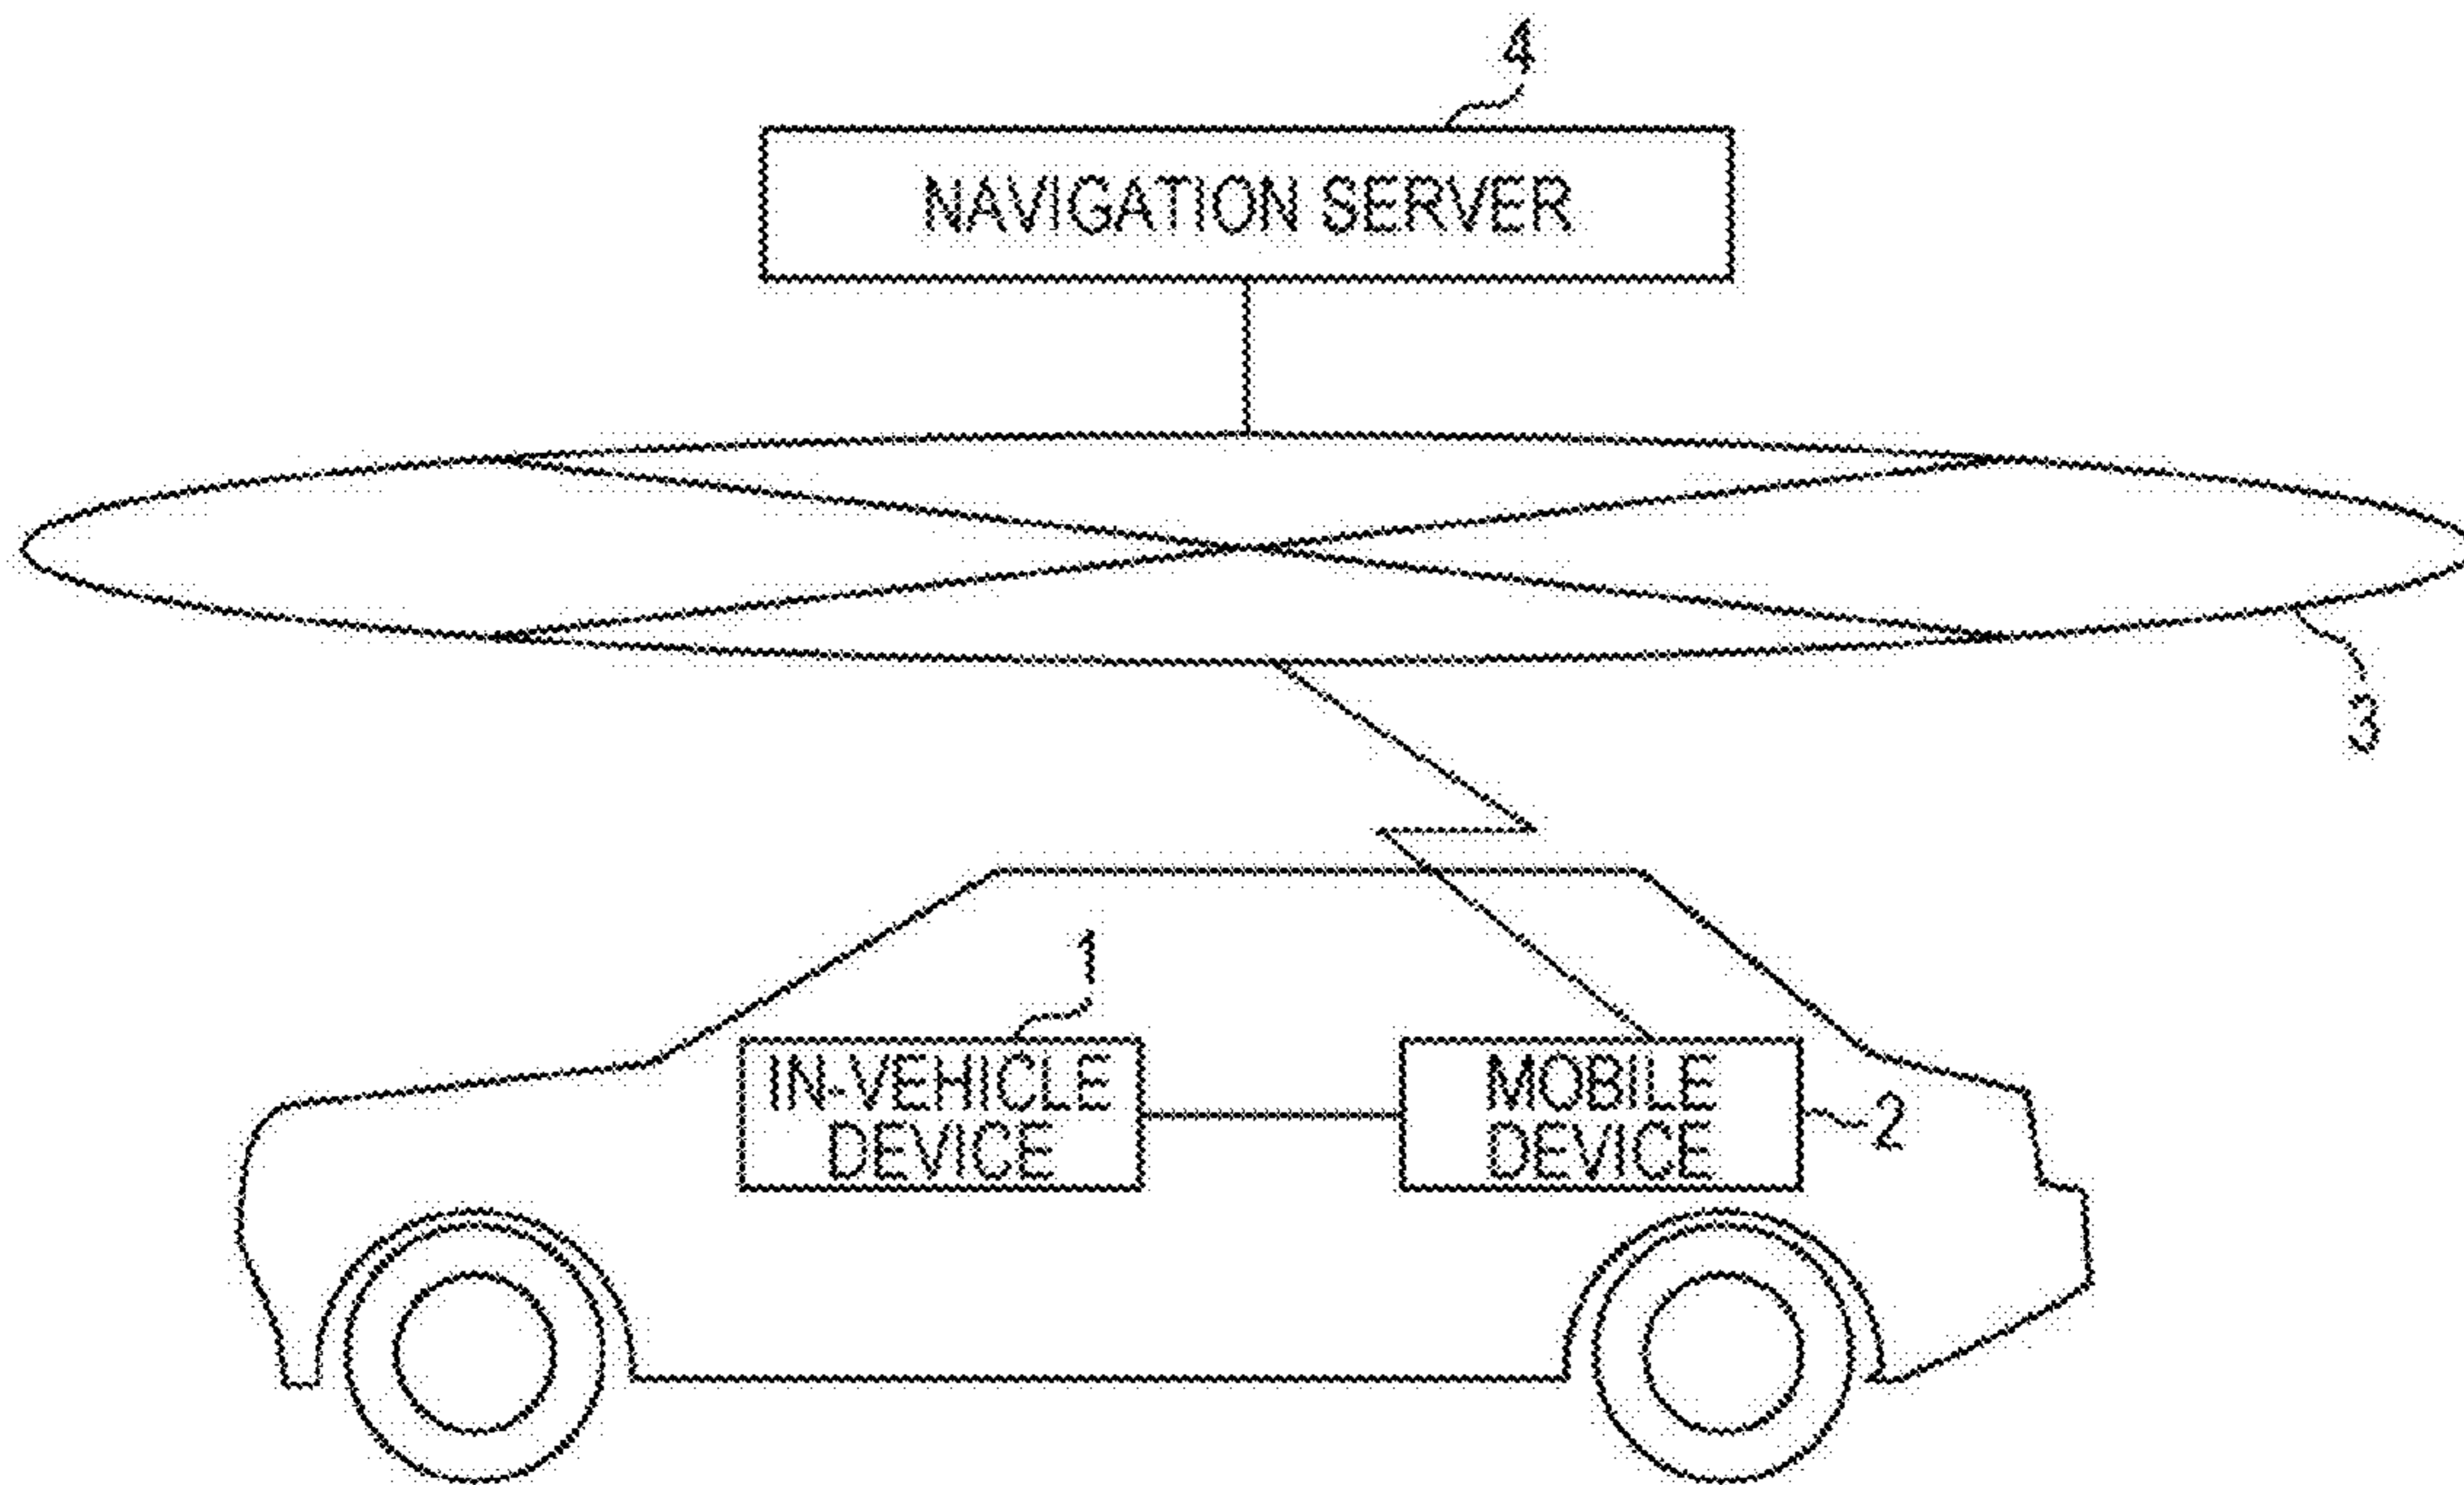 4
NAVIGATION SERVER
3
1
IN-VEHICLE
DEVICE
MOBILE
DEVICE
2